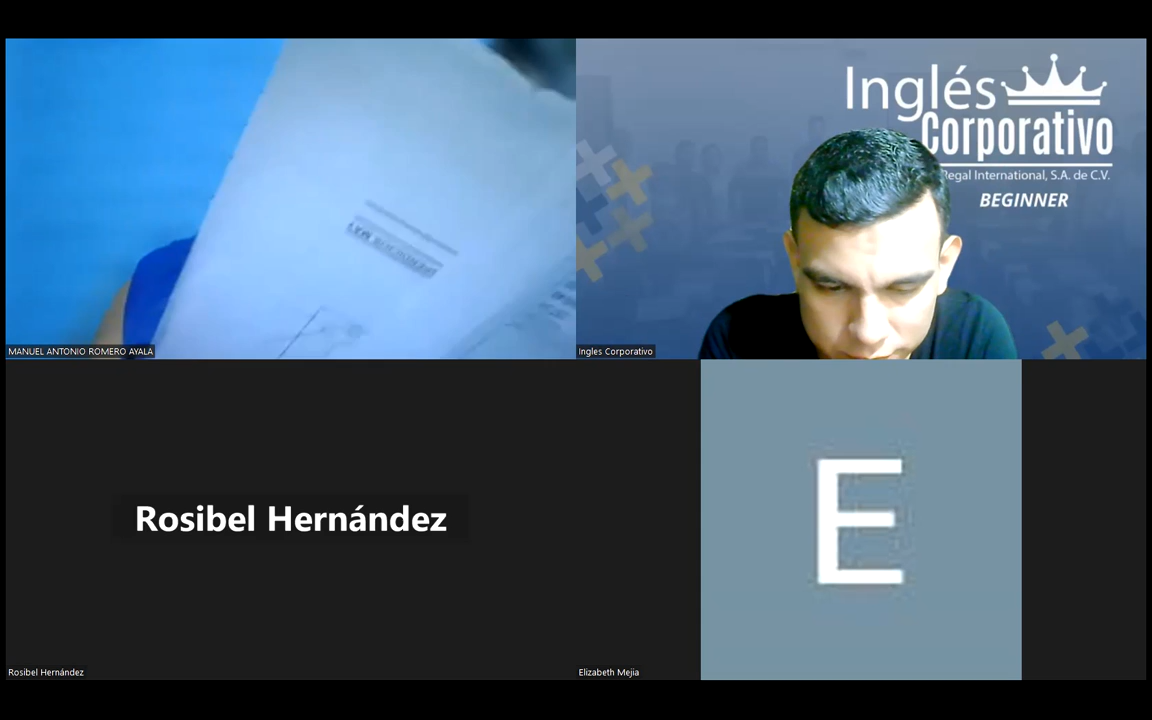 Inglés
Corporativo
Regal International, S.A. de C.V.
BEGINNER
MANUEL ANTONIO ROMERO AYALA
Ingles Corporativo
Rosibel Hernández
E
Rosibel Hernández
Elizabeth Mejia